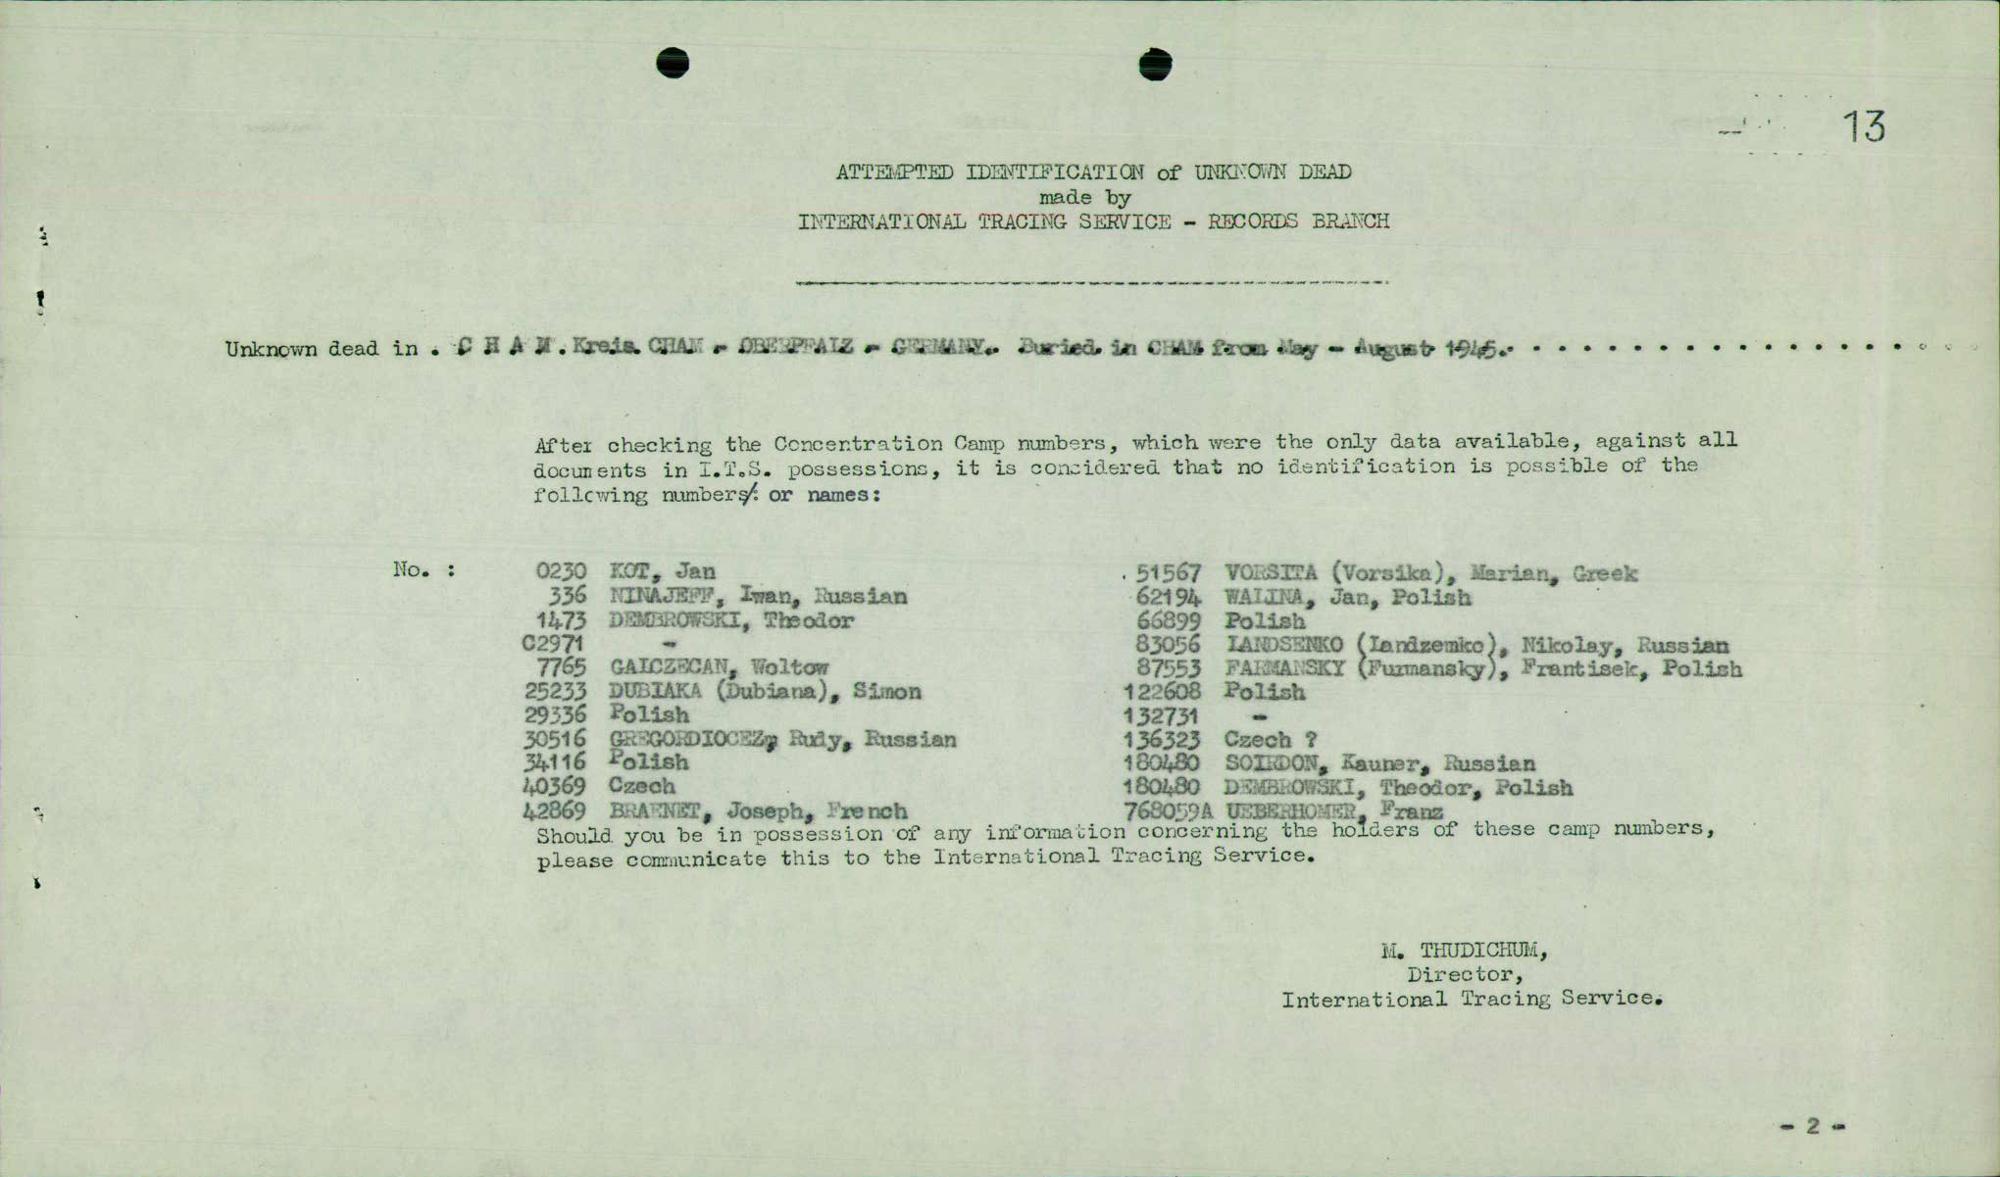 13
ATTEMPTED IDENTIFICATION of UNKNOWN DEAD
made by
INTERNATIONAL TRACING SERVICE - RECORDS BRANCH
Unknown dead in . C H A M . Kreis CHAM - OBERPFALZ - GERMANY. Buried in CHAM from May - August 1945.
After checking the Concentration Camp numbers, which were the only data available, against all
documents in I.T.S. possessions, it is considered that no identification is possible of the
following numbers/: or names:
No. :
0230 KOT, Jan
336 NINAJEFF, Iwan, Russian
1473 DEMBROWSKI, Theodor
C2971 -
7765 GAICZECAN, Woltow
25233 DUBIAKA (Dubiana), Simon
29336 Polish
30516 GREGORDIOCEZ, Rudy, Russian
34116 Polish
40369 Czech
42869 BRAENET, Joseph, French
51567 VORSITA (Vorsika), Marian, Greek
62194 WALINA, Jan, Polish
66899 Polish
83056 LANDSENKO (Landzemko), Nikolay, Russian
87553 FARMANSKY (Furmansky), Frantisek, Polish
122608 Polish
132731 -
136323 Czech ?
180480 SOIRDON, Kauner, Russian
180480 DEMBROWSKI, Theodor, Polish
768059A UEBERHOMER, Franz
Should you be in possession of any information concerning the holders of these camp numbers,
please communicate this to the International Tracing Service.
M. THUDICHUM,
Director,
International Tracing Service.
- 2 -